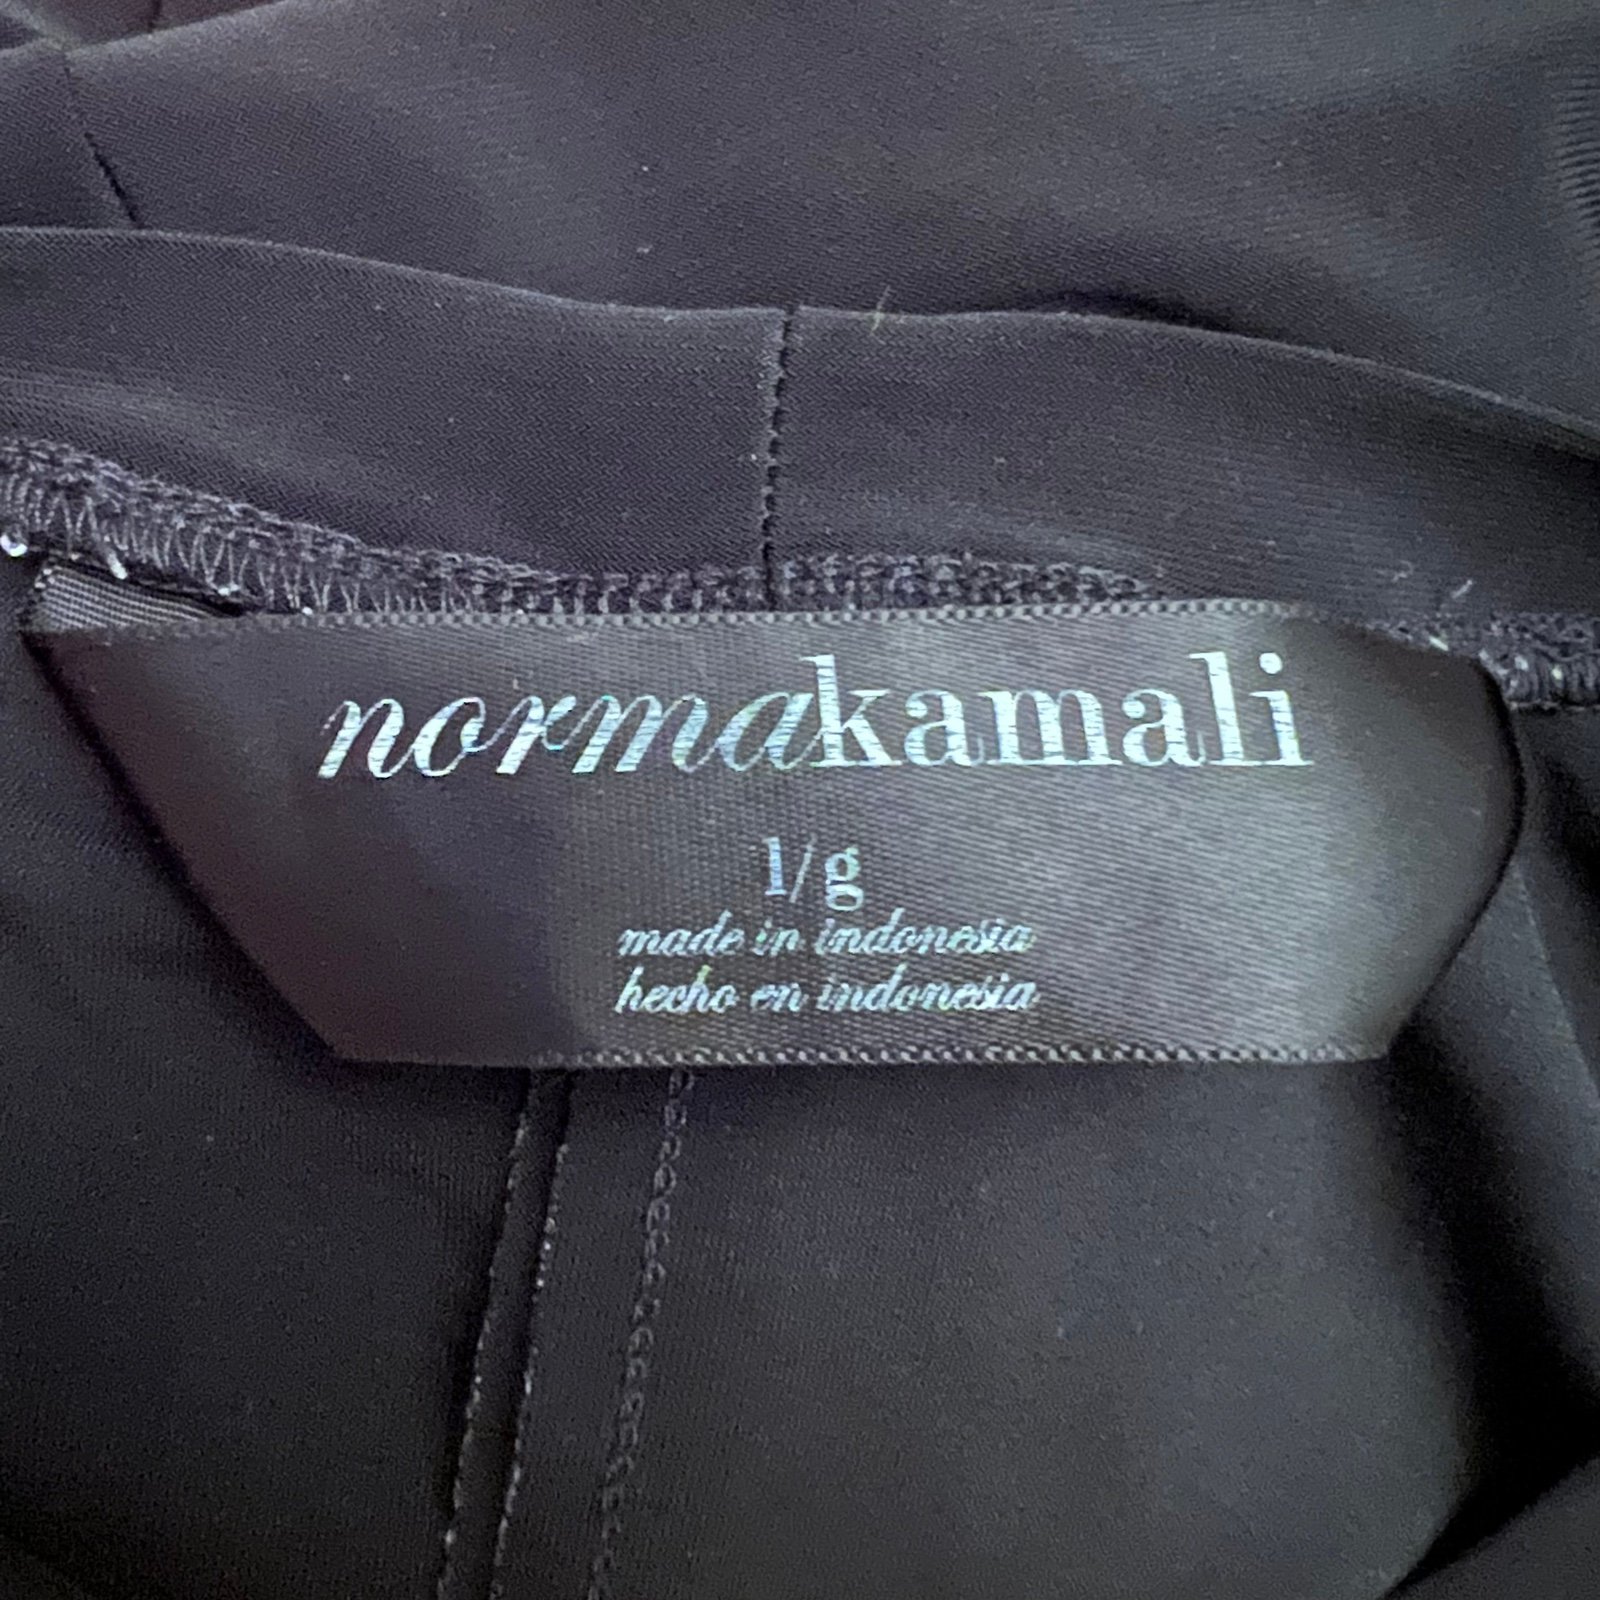 normakamali
l/g
made in indonesia
hecho en indonesia